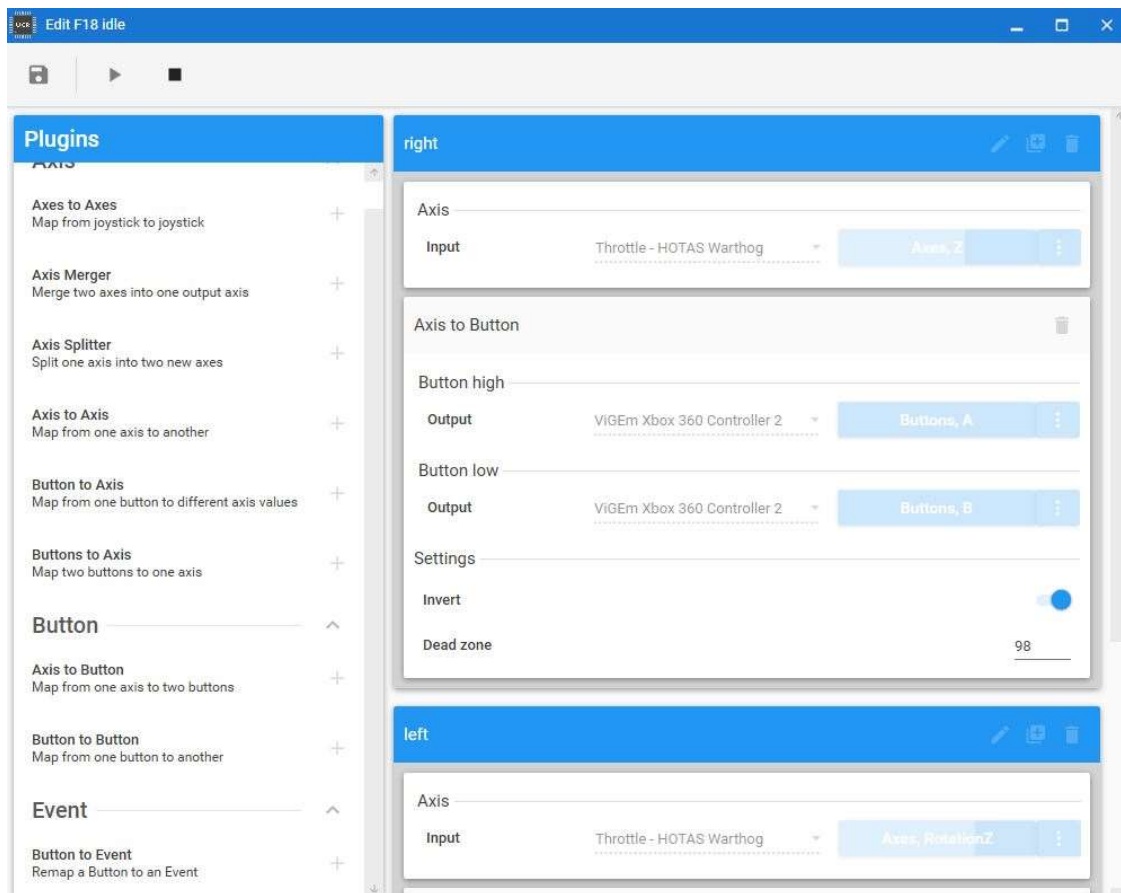 UCR
Edit F18 idle
Plugins
Axis
Axes to Axes
Map from joystick to joystick
Axis Merger
Merge two axes into one output axis
Axis Splitter
Split one axis into two new axes
Axis to Axis
Map from one axis to another
Button to Axis
Map from one button to different axis values
Buttons to Axis
Map two buttons to one axis
Button
Axis to Button
Map from one axis to two buttons
Button to Button
Map from one button to another
Event
Button to Event
Remap a Button to an Event
right
Axis
Input Throttle - HOTAS Warthog Axes, Z
Axis to Button
Button high
Output ViGEm Xbox 360 Controller 2 Buttons, A
Button low
Output ViGEm Xbox 360 Controller 2 Buttons, B
Settings
Invert
Dead zone 98
left
Axis
Input Throttle - HOTAS Warthog Axes, RotationZ